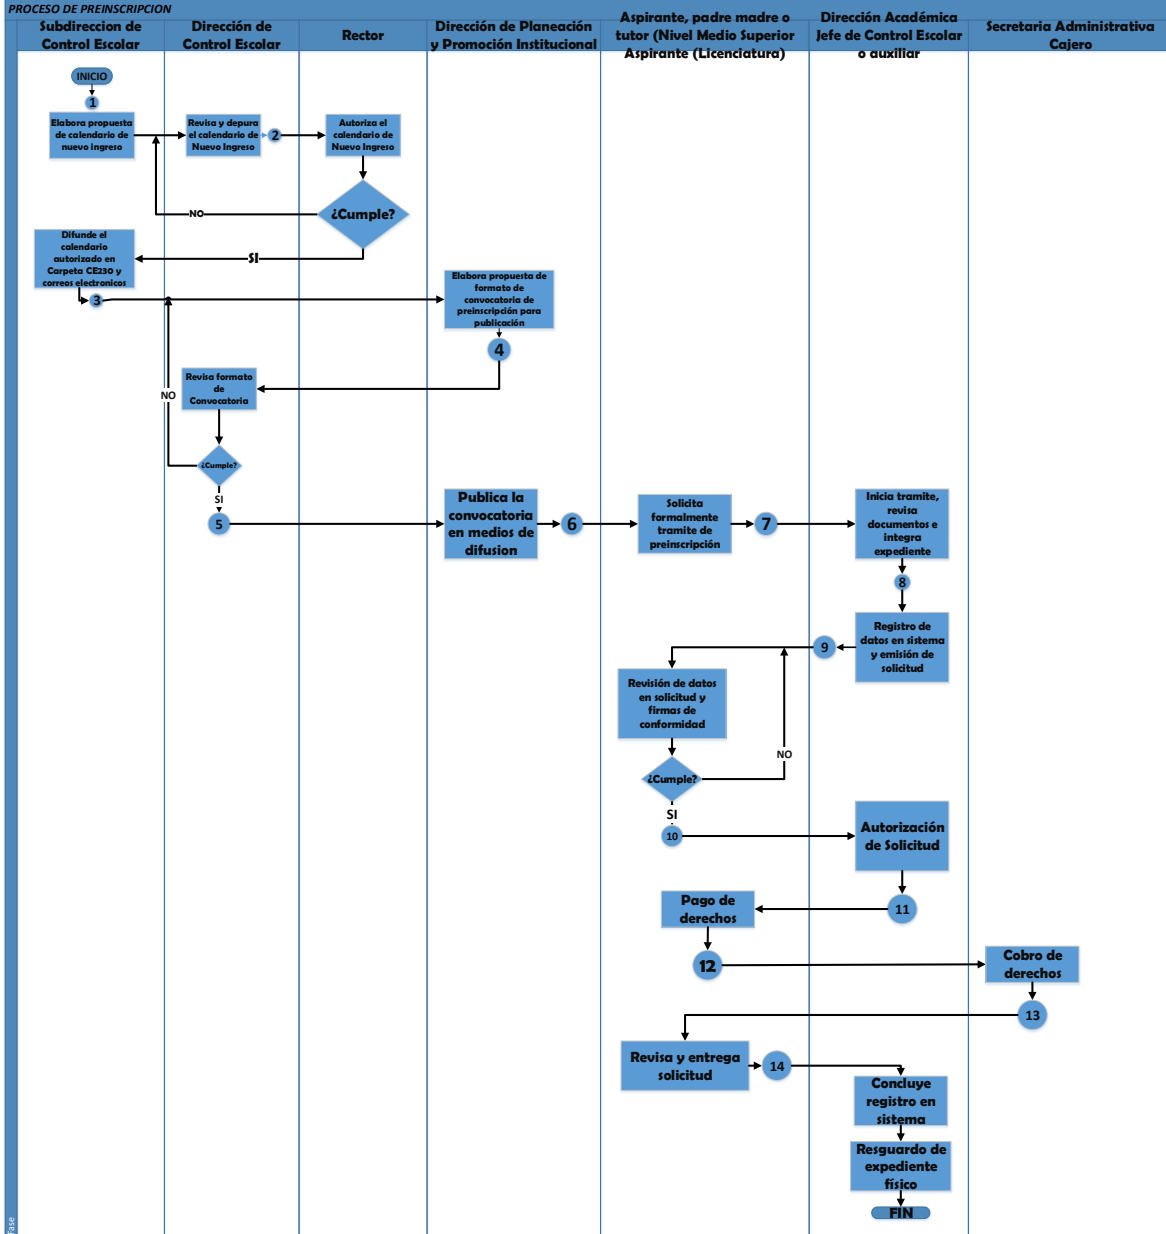 PROCESO DE PREINSCRIPCION
Subdireccion de
Control Escolar
Dirección de
Control Escolar
Rector
Dirección de Planeación
y Promoción Institucional
Aspirante, padre madre o
tutor (Nivel Medio Superior
Aspirante (Licenciatura)
Dirección Académica
Jefe de Control Escolar
o auxiliar
Secretaria Administrativa
Cajero
INICIO
1
Elabora propuesta
de calendario de
nuevo ingreso
Revisa y depura
el calendario de
Nuevo Ingreso
2
Autoriza el
calendario de
Nuevo Ingreso
¿Cumple?
NO
SI
Difunde el
calendario
autorizado en
Carpeta CE230 y
correos electronicos
3
Elabora propuesta de
formato de
convocatoria de
preinscripción para
publicación
4
Revisa formato
de
Convocatoria
NO
¿Cumple?
SI
5
Publica la
convocatoria
en medios de
difusion
6
Solicita
formalmente
tramite de
preinscripción
7
Inicia tramite,
revisa
documentos e
integra
expediente
8
Registro de
datos en sistema
y emisión de
solicitud
9
Revisión de datos
en solicitud y
firmas de
conformidad
NO
¿Cumple?
SI
10
Autorización
de Solicitud
11
Pago de
derechos
12
Cobro de
derechos
13
Revisa y entrega
solicitud
14
Concluye
registro en
sistema
Resguardo de
expediente
físico
FIN
Fase